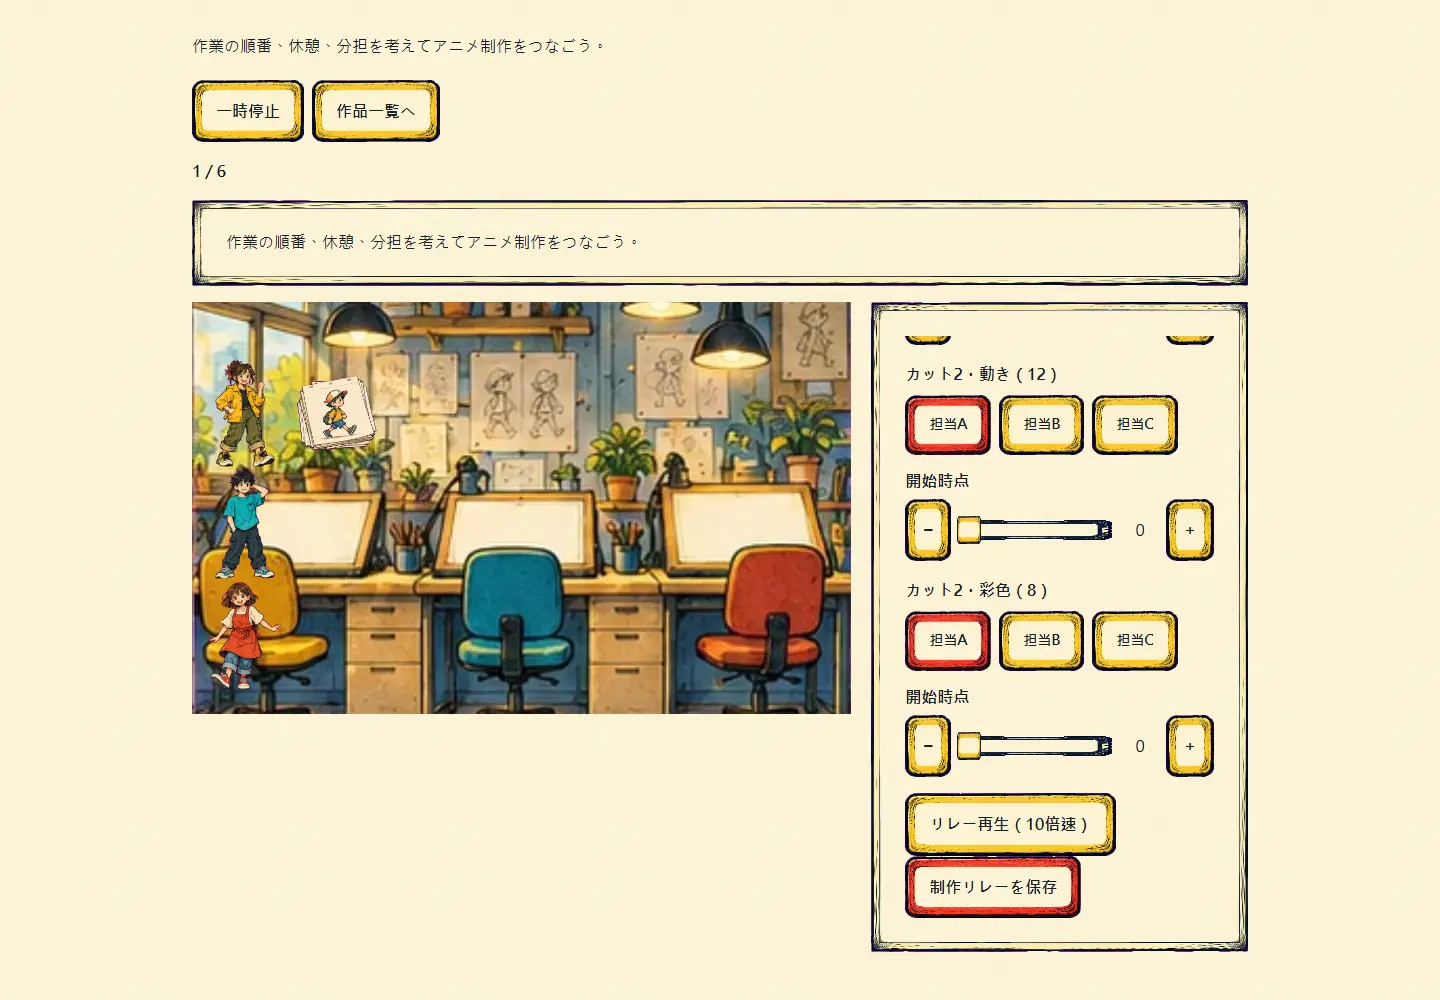 作業の順番、休憩、分担を考えてアニメ制作をつなごう。
一時停止 作品一覧へ
1 / 6
作業の順番、休憩、分担を考えてアニメ制作をつなごう。
カット2・動き ( 12 )
担当A 担当B 担当C
開始時点
− 0 +
カット2・彩色 ( 8 )
担当A 担当B 担当C
開始時点
− 0 +
リレー再生 ( 10倍速 )
制作リレーを保存